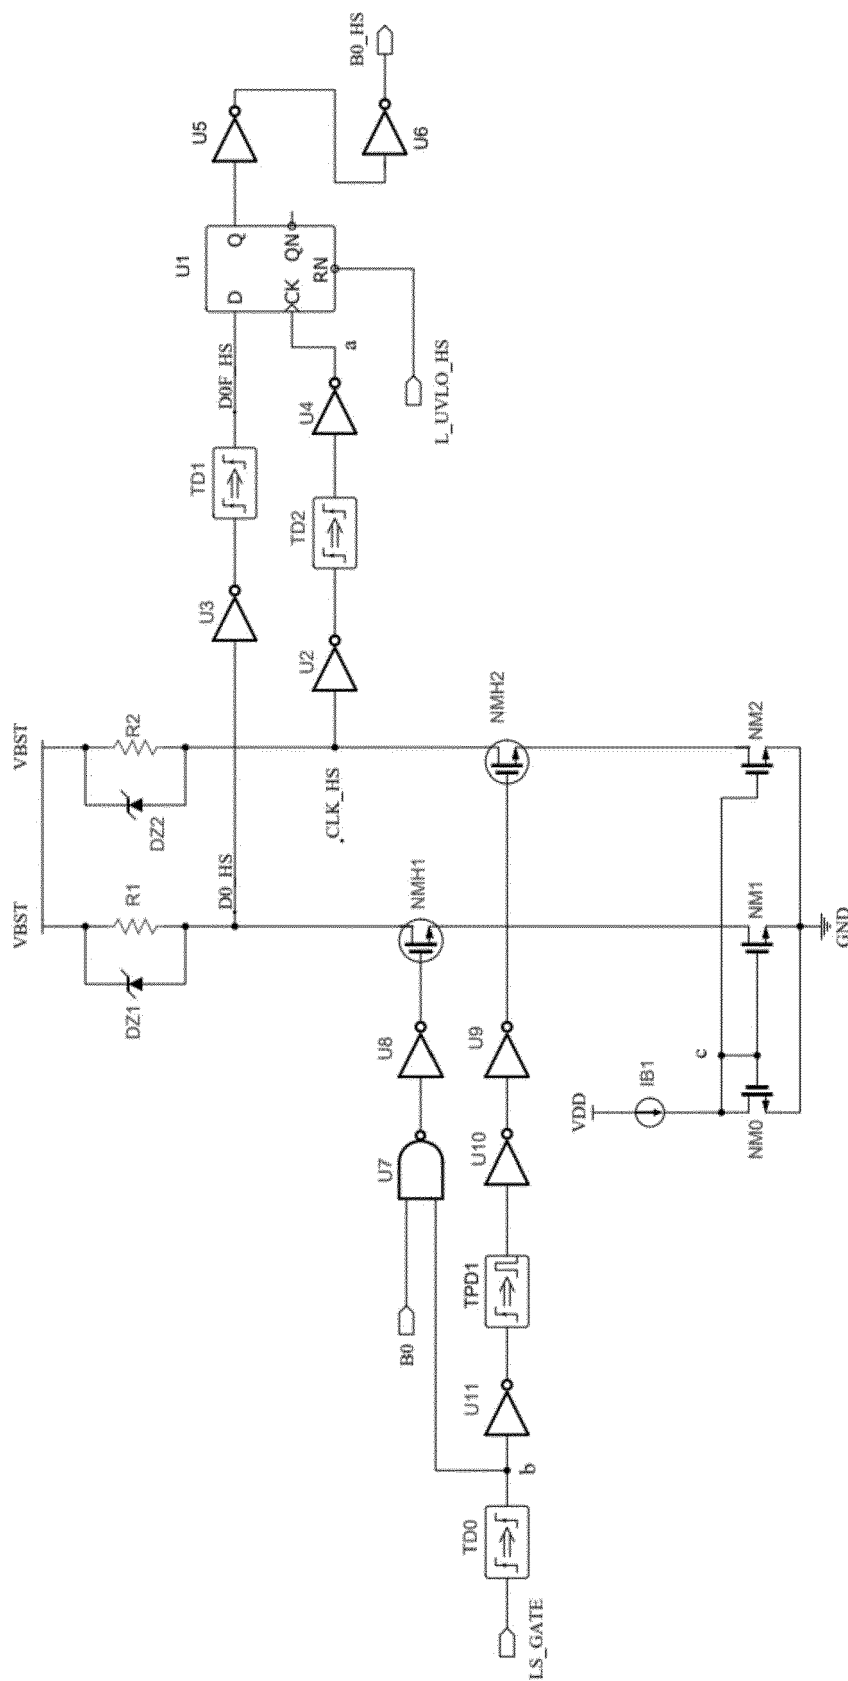 VBST
VBST
DZ1
R1
DZ2
R2
D0_HS
CLK_HS
U3
TD1
D0F_HS
U2
TD2
U4
a
U1
D
Q
CK
QN
RN
U5
U6
B0_HS
L_UVLO_HS
B0
U7
U8
NMH1
NMH2
LS_GATE
TD0
b
U11
TPD1
U10
U9
VDD
IB1
c
NM0
NM1
NM2
GND